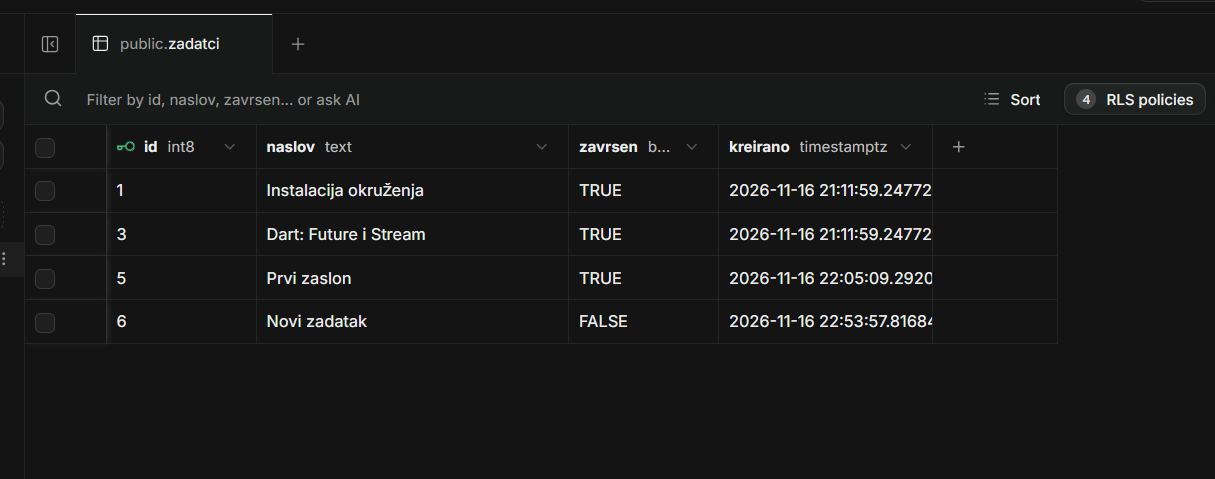 public.zadatci
Filter by id, naslov, zavrsen... or ask AI Sort 4 RLS policies
id int8 naslov text zavrsen b... kreirano timestamptz
1 Instalacija okruženja TRUE 2026-11-16 21:11:59.24772
3 Dart: Future i Stream TRUE 2026-11-16 21:11:59.24772
5 Prvi zaslon TRUE 2026-11-16 22:05:09.2920
6 Novi zadatak FALSE 2026-11-16 22:53:57.81684